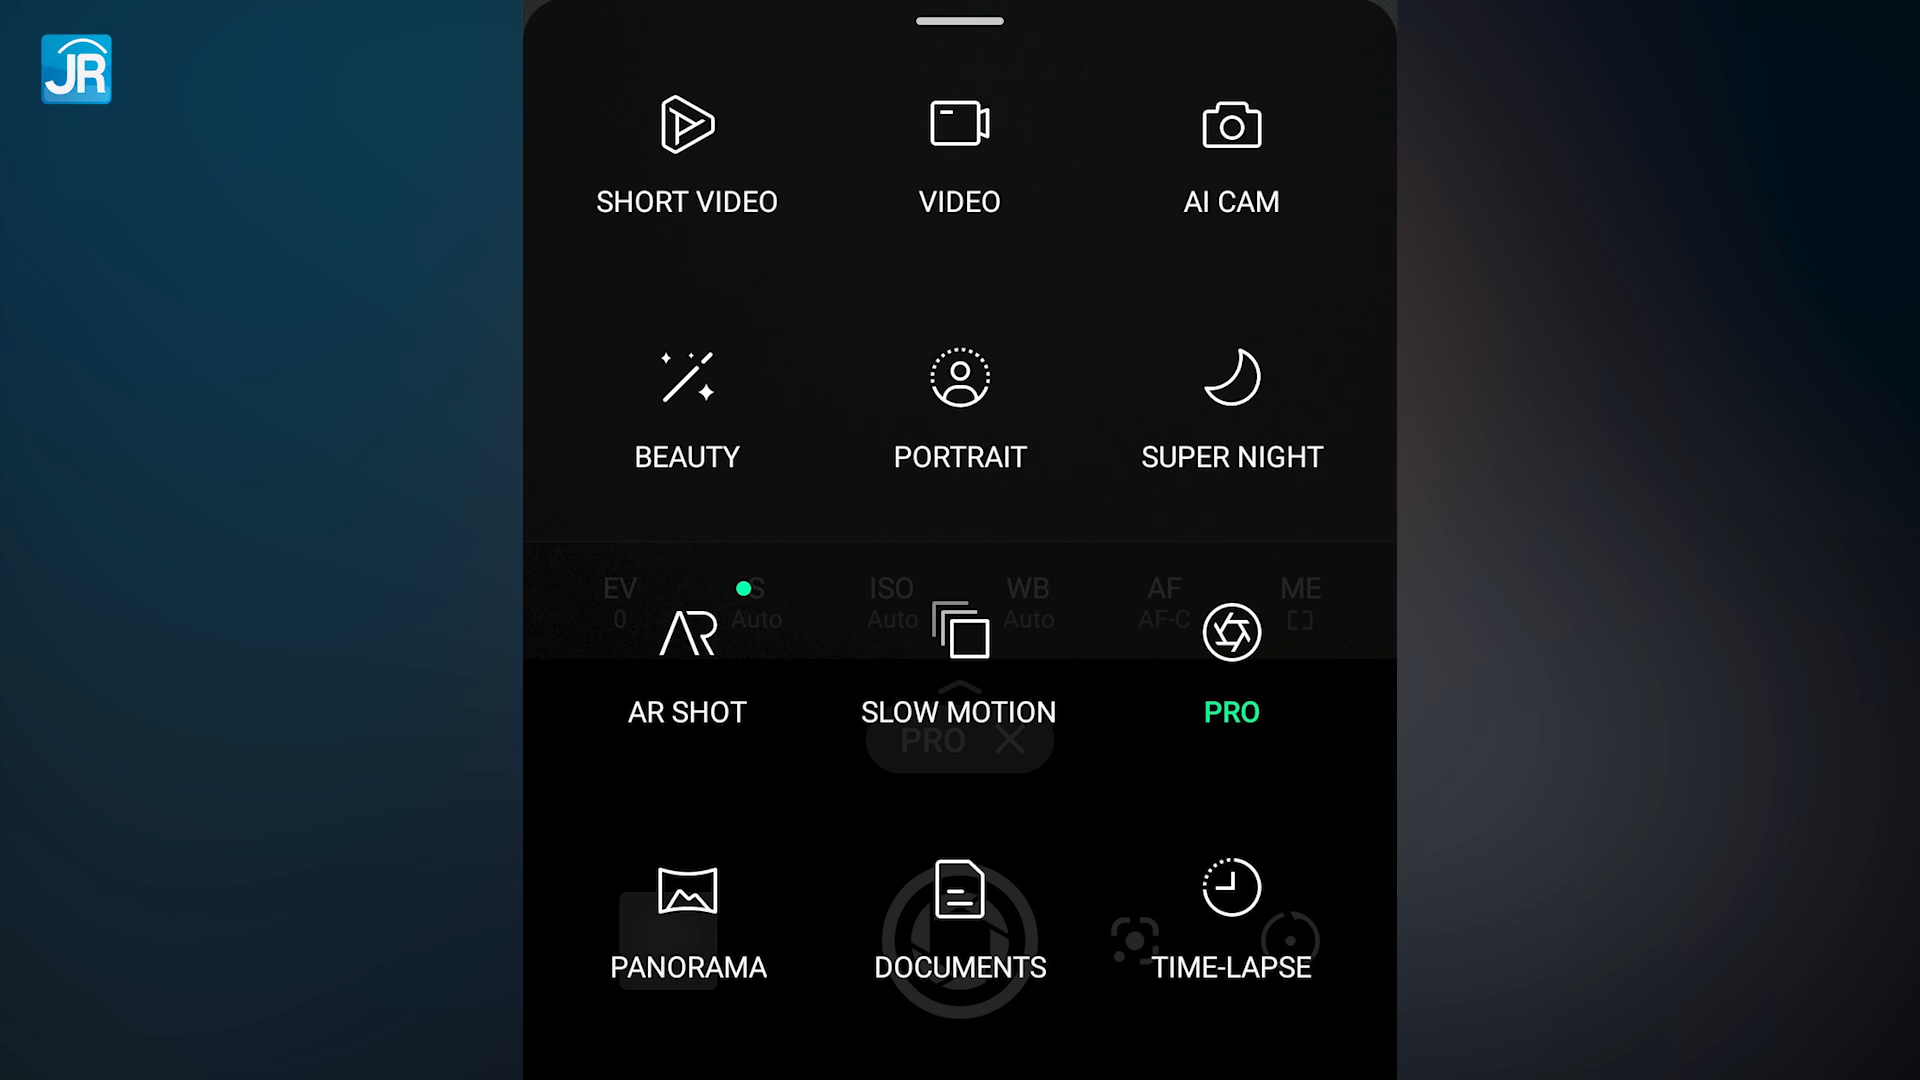 JR
SHORT VIDEO
VIDEO
AI CAM
BEAUTY
PORTRAIT
SUPER NIGHT
EV
S
ISO
WB
AF
ME
0
Auto
Auto
Auto
AF-C
AR
AR SHOT
SLOW MOTION
PRO
PRO
PANORAMA
DOCUMENTS
TIME-LAPSE